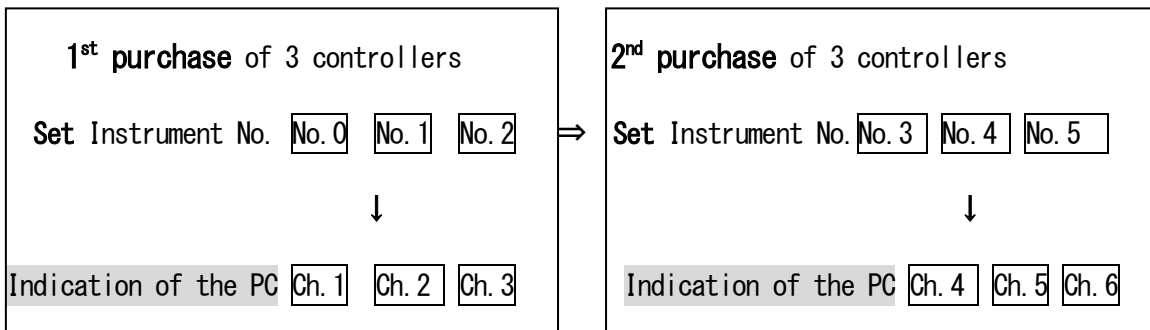 1st purchase of 3 controllers
Set Instrument No. No.0 No.1 No.2
↓
Indication of the PC Ch.1 Ch.2 Ch.3
⇒
2nd purchase of 3 controllers
Set Instrument No. No.3 No.4 No.5
↓
Indication of the PC Ch.4 Ch.5 Ch.6